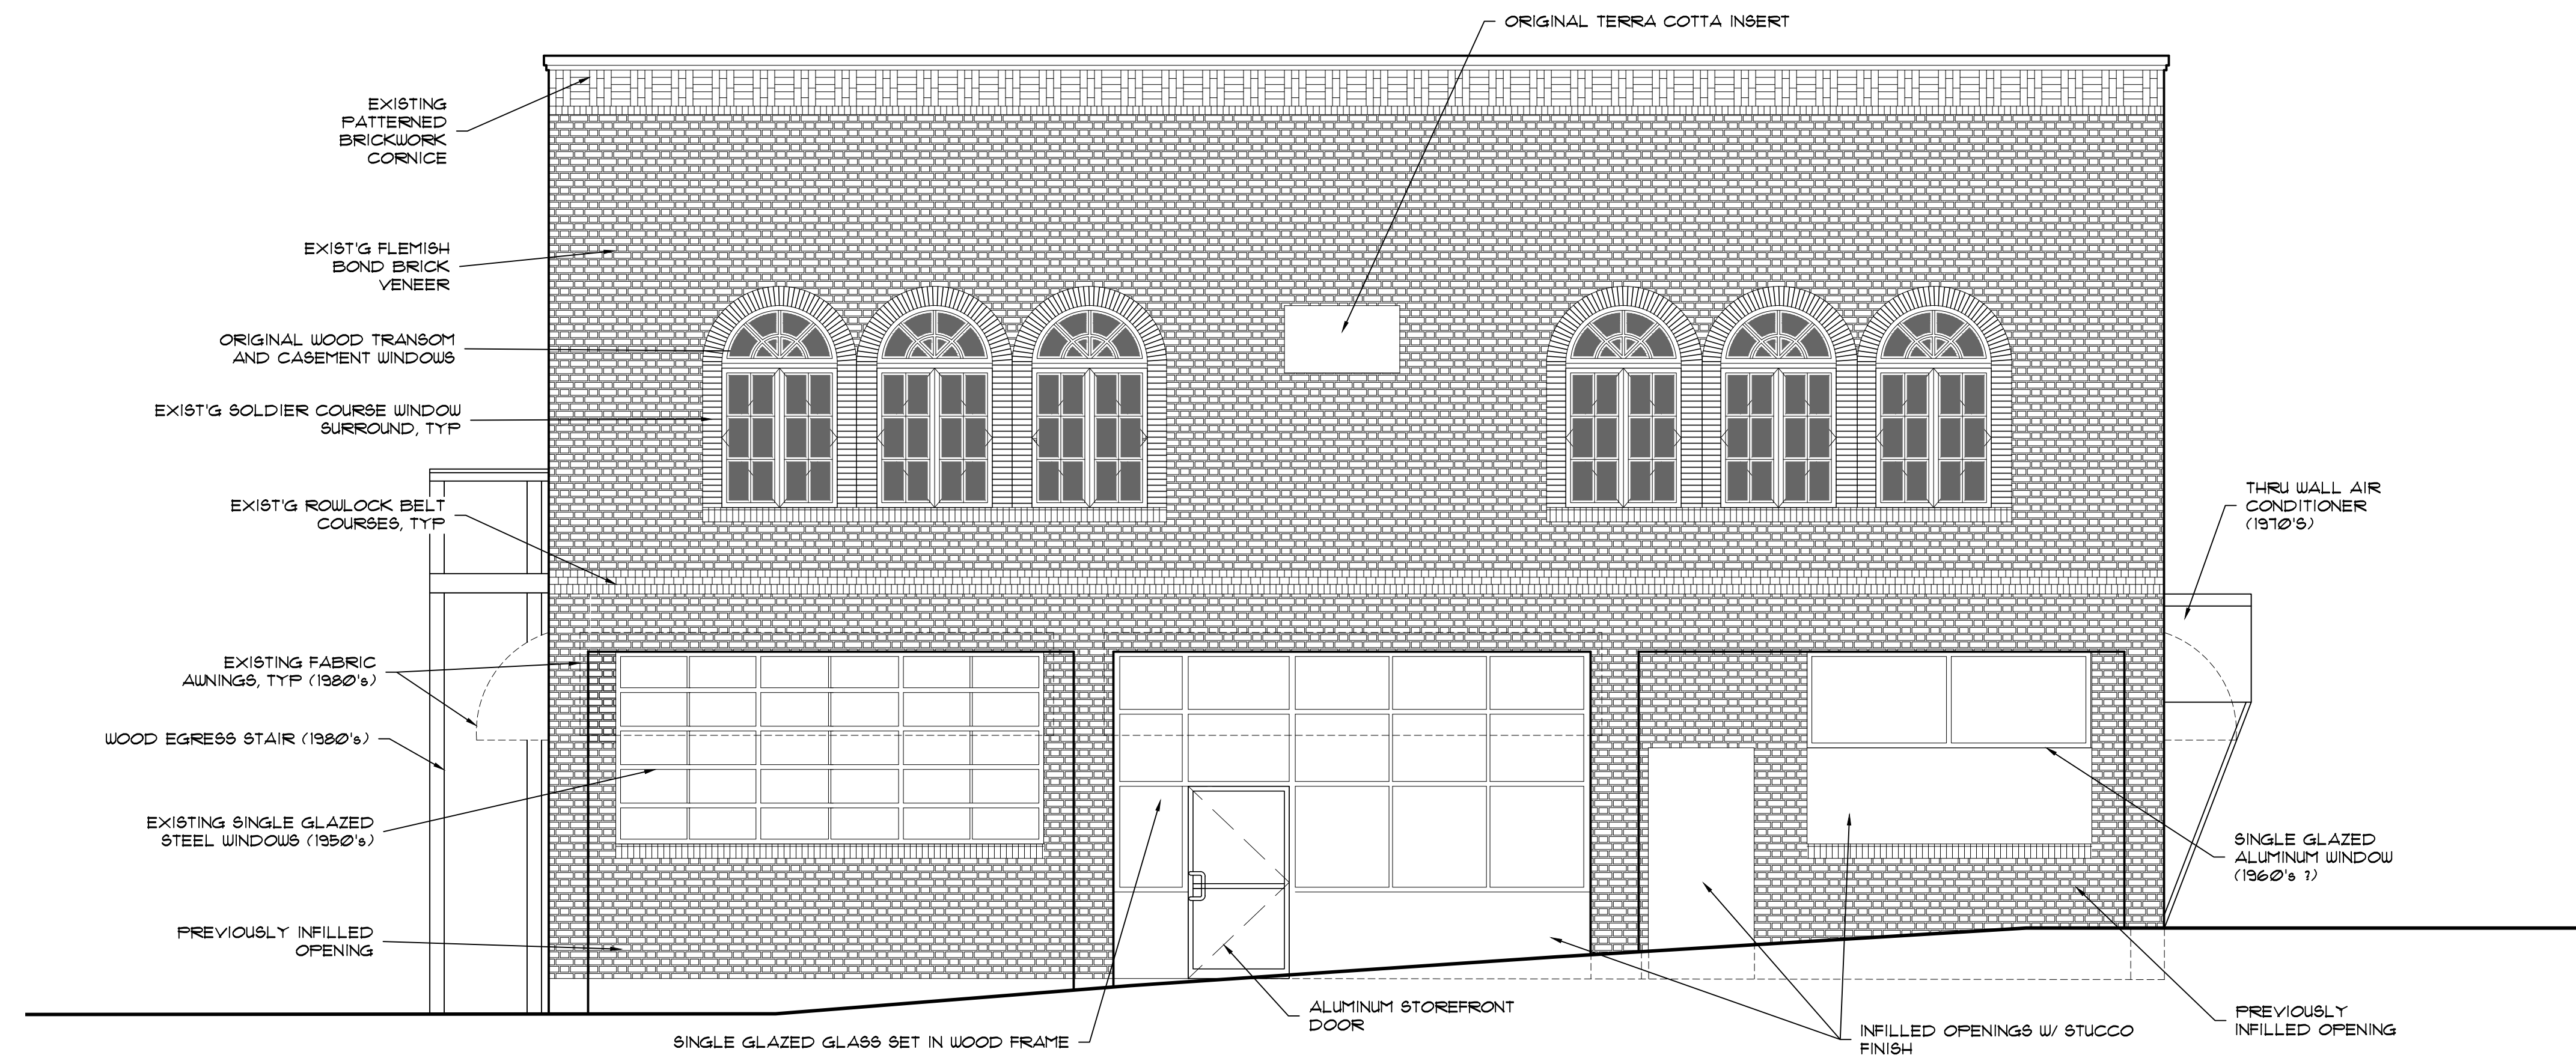 ORIGINAL TERRA COTTA INSERT
EXISTING
PATTERNED
BRICKWORK
CORNICE
EXIST'G FLEMISH
BOND BRICK
VENEER
ORIGINAL WOOD TRANSOM
AND CASEMENT WINDOWS
EXIST'G SOLDIER COURSE WINDOW
SURROUND, TYP
EXIST'G ROWLOCK BELT
COURSES, TYP
THRU WALL AIR
CONDITIONER
(1970'S)
EXISTING FABRIC
AWNINGS, TYP (1980's)
WOOD EGRESS STAIR (1980's)
EXISTING SINGLE GLAZED
STEEL WINDOWS (1950's)
SINGLE GLAZED
ALUMINUM WINDOW
(1960's ?)
PREVIOUSLY INFILLED
OPENING
ALUMINUM STOREFRONT
DOOR
SINGLE GLAZED GLASS SET IN WOOD FRAME
INFILLED OPENINGS W/ STUCCO
FINISH
PREVIOUSLY
INFILLED OPENING